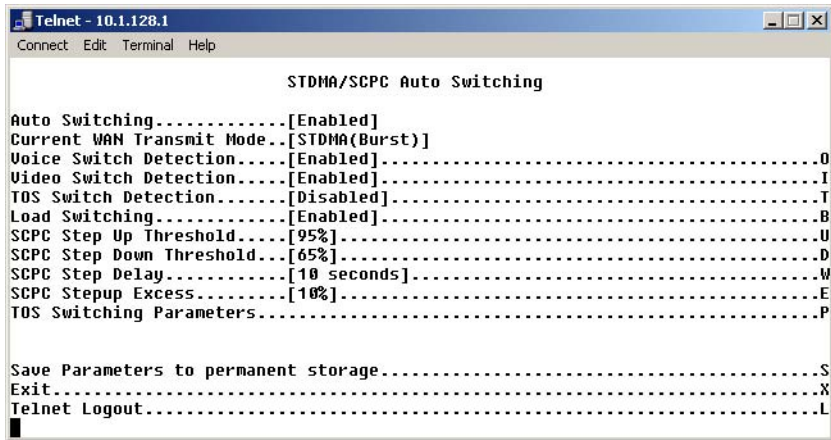 Telnet - 10.1.128.1
Connect Edit Terminal Help
STDMA/SCPC Auto Switching
Auto Switching.............[Enabled]
Current WAN Transmit Mode..[STDMA(Burst)]
Voice Switch Detection.....[Enabled]...........................................O
Video Switch Detection.....[Enabled]...........................................I
TOS Switch Detection.......[Disabled]..........................................T
Load Switching.............[Enabled]...........................................B
SCPC Step Up Threshold.....[95%]...............................................U
SCPC Step Down Threshold...[65%]...............................................D
SCPC Step Delay............[10 seconds]........................................W
SCPC Stepup Excess.........[10%]...............................................E
TOS Switching Parameters.......................................................P
Save Parameters to permanent storage...........................................S
Exit...........................................................................X
Telnet Logout..................................................................L